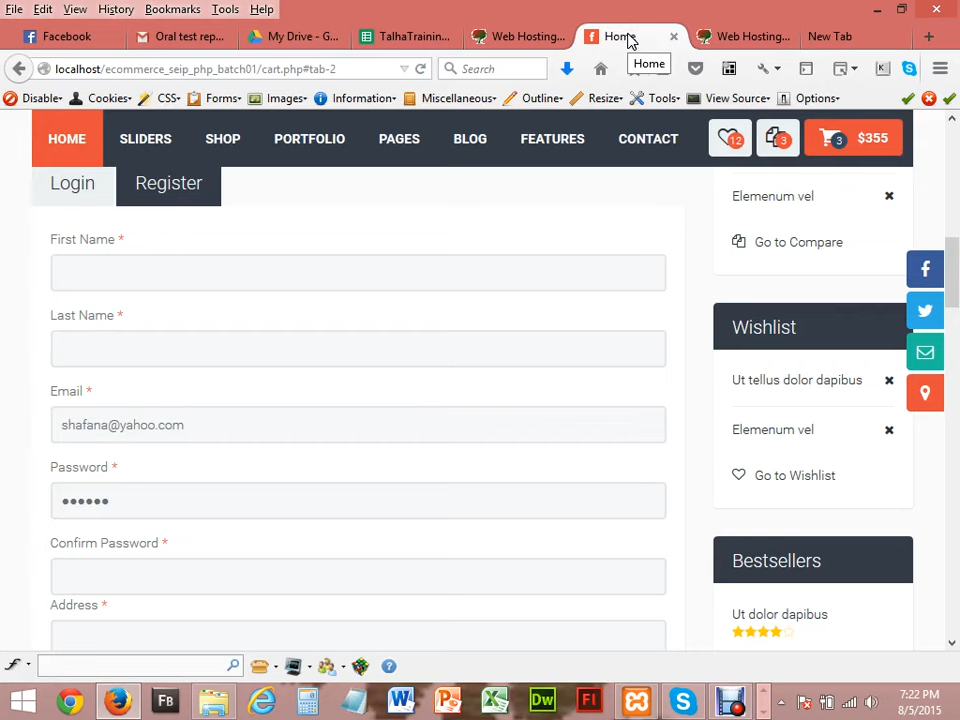 File Edit View History Bookmarks Tools Help
Facebook Oral test rep... My Drive - G... TalhaTrainin... Web Hosting... Home Web Hosting... New Tab
localhost/ecommerce_seip_php_batch01/cart.php#tab-2 Search
Home
Disable Cookies CSS Forms Images Information Miscellaneous Outline Resize Tools View Source Options
HOME SLIDERS SHOP PORTFOLIO PAGES BLOG FEATURES CONTACT 12 3 3 $355
Login Register
Elemenum vel
Go to Compare
First Name *
Last Name *
Email *
shafana@yahoo.com
Password *
••••••
Confirm Password *
Address *
Wishlist
Ut tellus dolor dapibus
Elemenum vel
Go to Wishlist
Bestsellers
Ut dolor dapibus
7:22 PM
8/5/2015